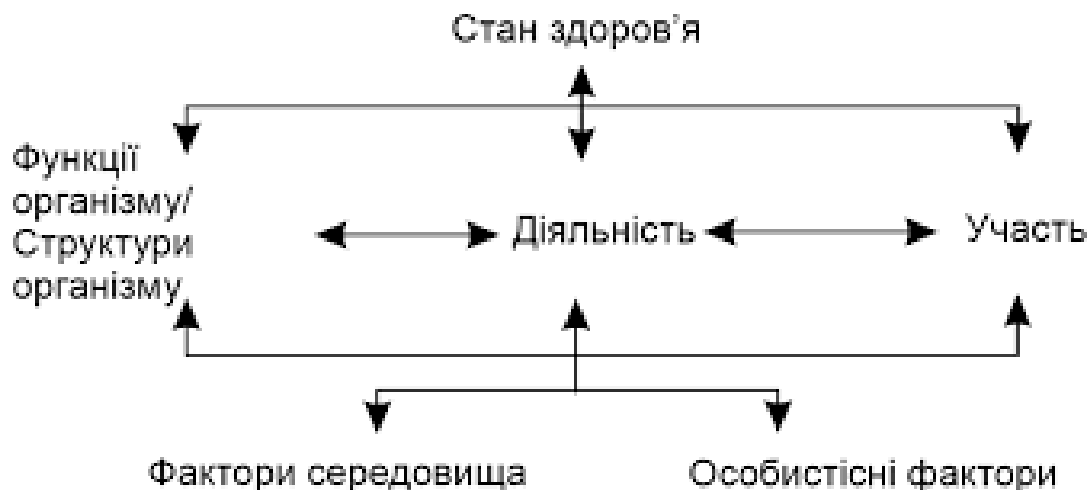 Стан здоров’я
Функції
організму/
Структури
організму
Діяльність
Участь
Фактори середовища
Особистісні фактори